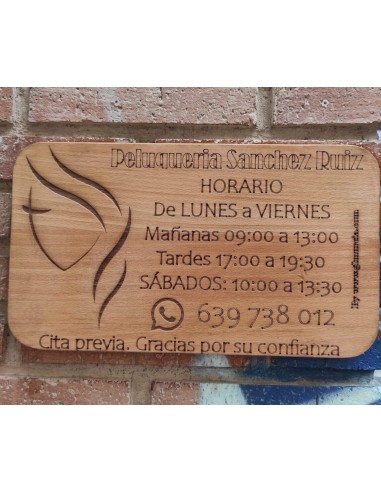 Peluqueria Sanchez Ruiz
HORARIO
De LUNES a VIERNES
Mañanas 09:00 a 13:00
Tardes 17:00 a 19:30
SÁBADOS: 10:00 a 13:30
639 738 012
Cita previa. Gracias por su confianza